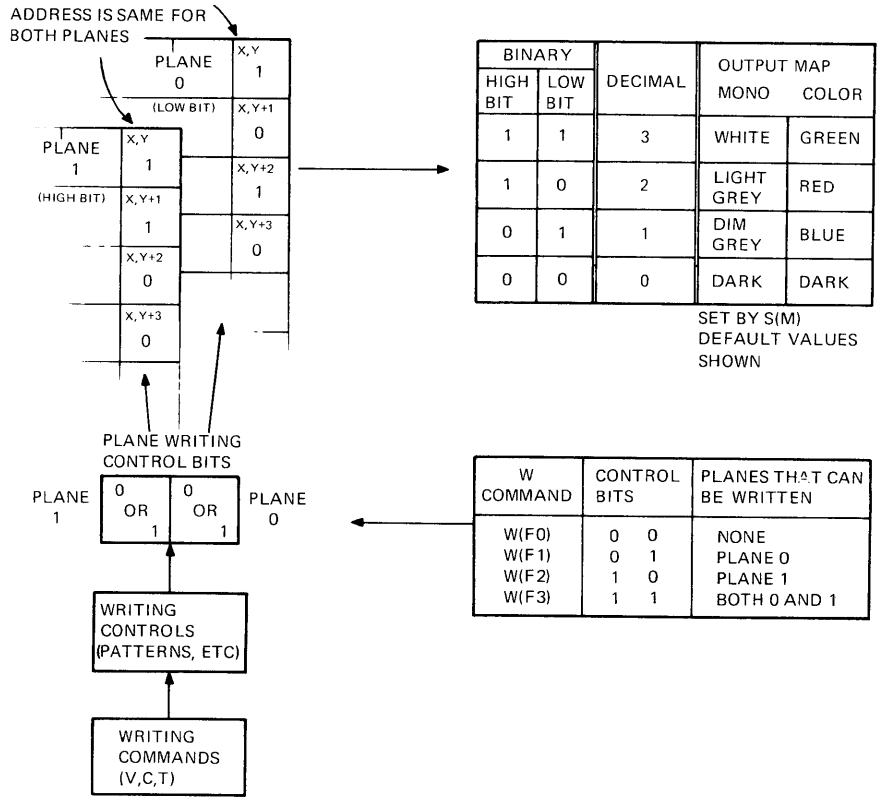 ADDRESS IS SAME FOR
BOTH PLANES
PLANE
0
(LOW BIT)
X,Y
1
X,Y+1
0
X,Y+2
1
X,Y+3
0
PLANE
1
(HIGH BIT)
X,Y
1
X,Y+1
1
X,Y+2
0
X,Y+3
0
BINARY DECIMAL OUTPUT MAP
HIGH BIT LOW BIT MONO COLOR
1 1 3 WHITE GREEN
1 0 2 LIGHT GREY RED
0 1 1 DIM GREY BLUE
0 0 0 DARK DARK
SET BY S(M)
DEFAULT VALUES
SHOWN
PLANE WRITING
CONTROL BITS
PLANE
1
0
OR
1
0
OR
1
PLANE
0
WRITING
CONTROLS
(PATTERNS, ETC)
WRITING
COMMANDS
(V,C,T)
W COMMAND CONTROL BITS PLANES THAT CAN BE WRITTEN
W(F0) 0 0 NONE
W(F1) 0 1 PLANE 0
W(F2) 1 0 PLANE 1
W(F3) 1 1 BOTH 0 AND 1